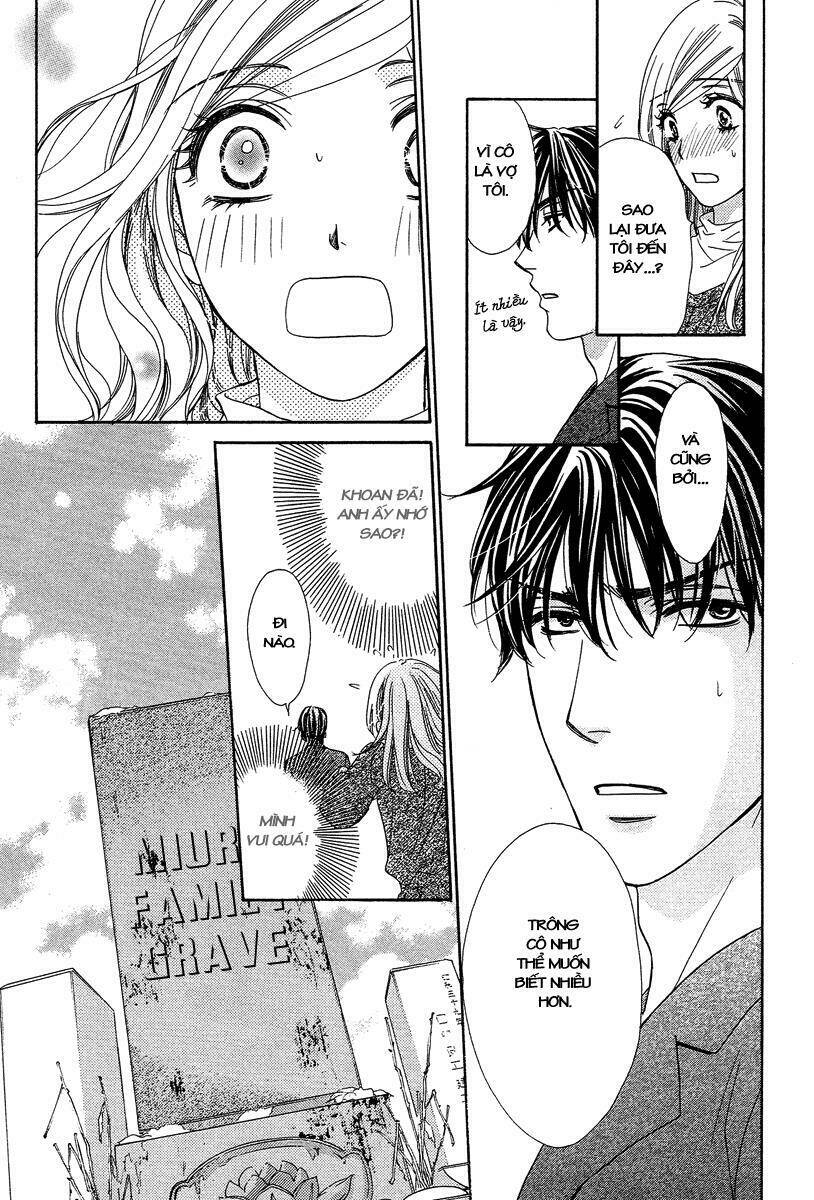 SAO
LẠI ĐƯA
TÔI ĐẾN
ĐÂY...?
VÌ CÔ
LÀ VỢ
TÔI.
Ít nhiều
là vậy.
VÀ
CŨNG
BỞI...
TRÔNG
CÔ NHƯ
THỂ MUỐN
BIẾT NHIỀU
HƠN.
KHOAN ĐÃ!
ANH ẤY NHỚ
SAO?!
ĐI
NÀO.
MÌNH
VUI QUÁ!
MIUR
FAMILY
GRAVE